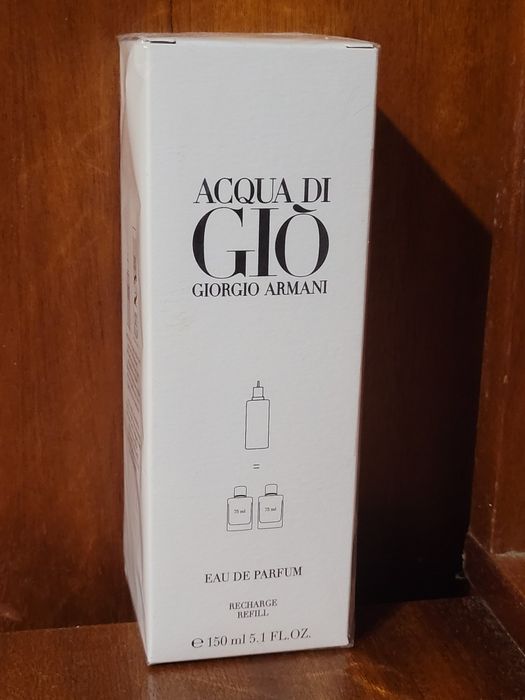 ACQUA DI
GIÒ
GIORGIO ARMANI
=
75 ml 75 ml
EAU DE PARFUM
RECHARGE
REFILL
℮ 150 ml 5.1 FL.OZ.